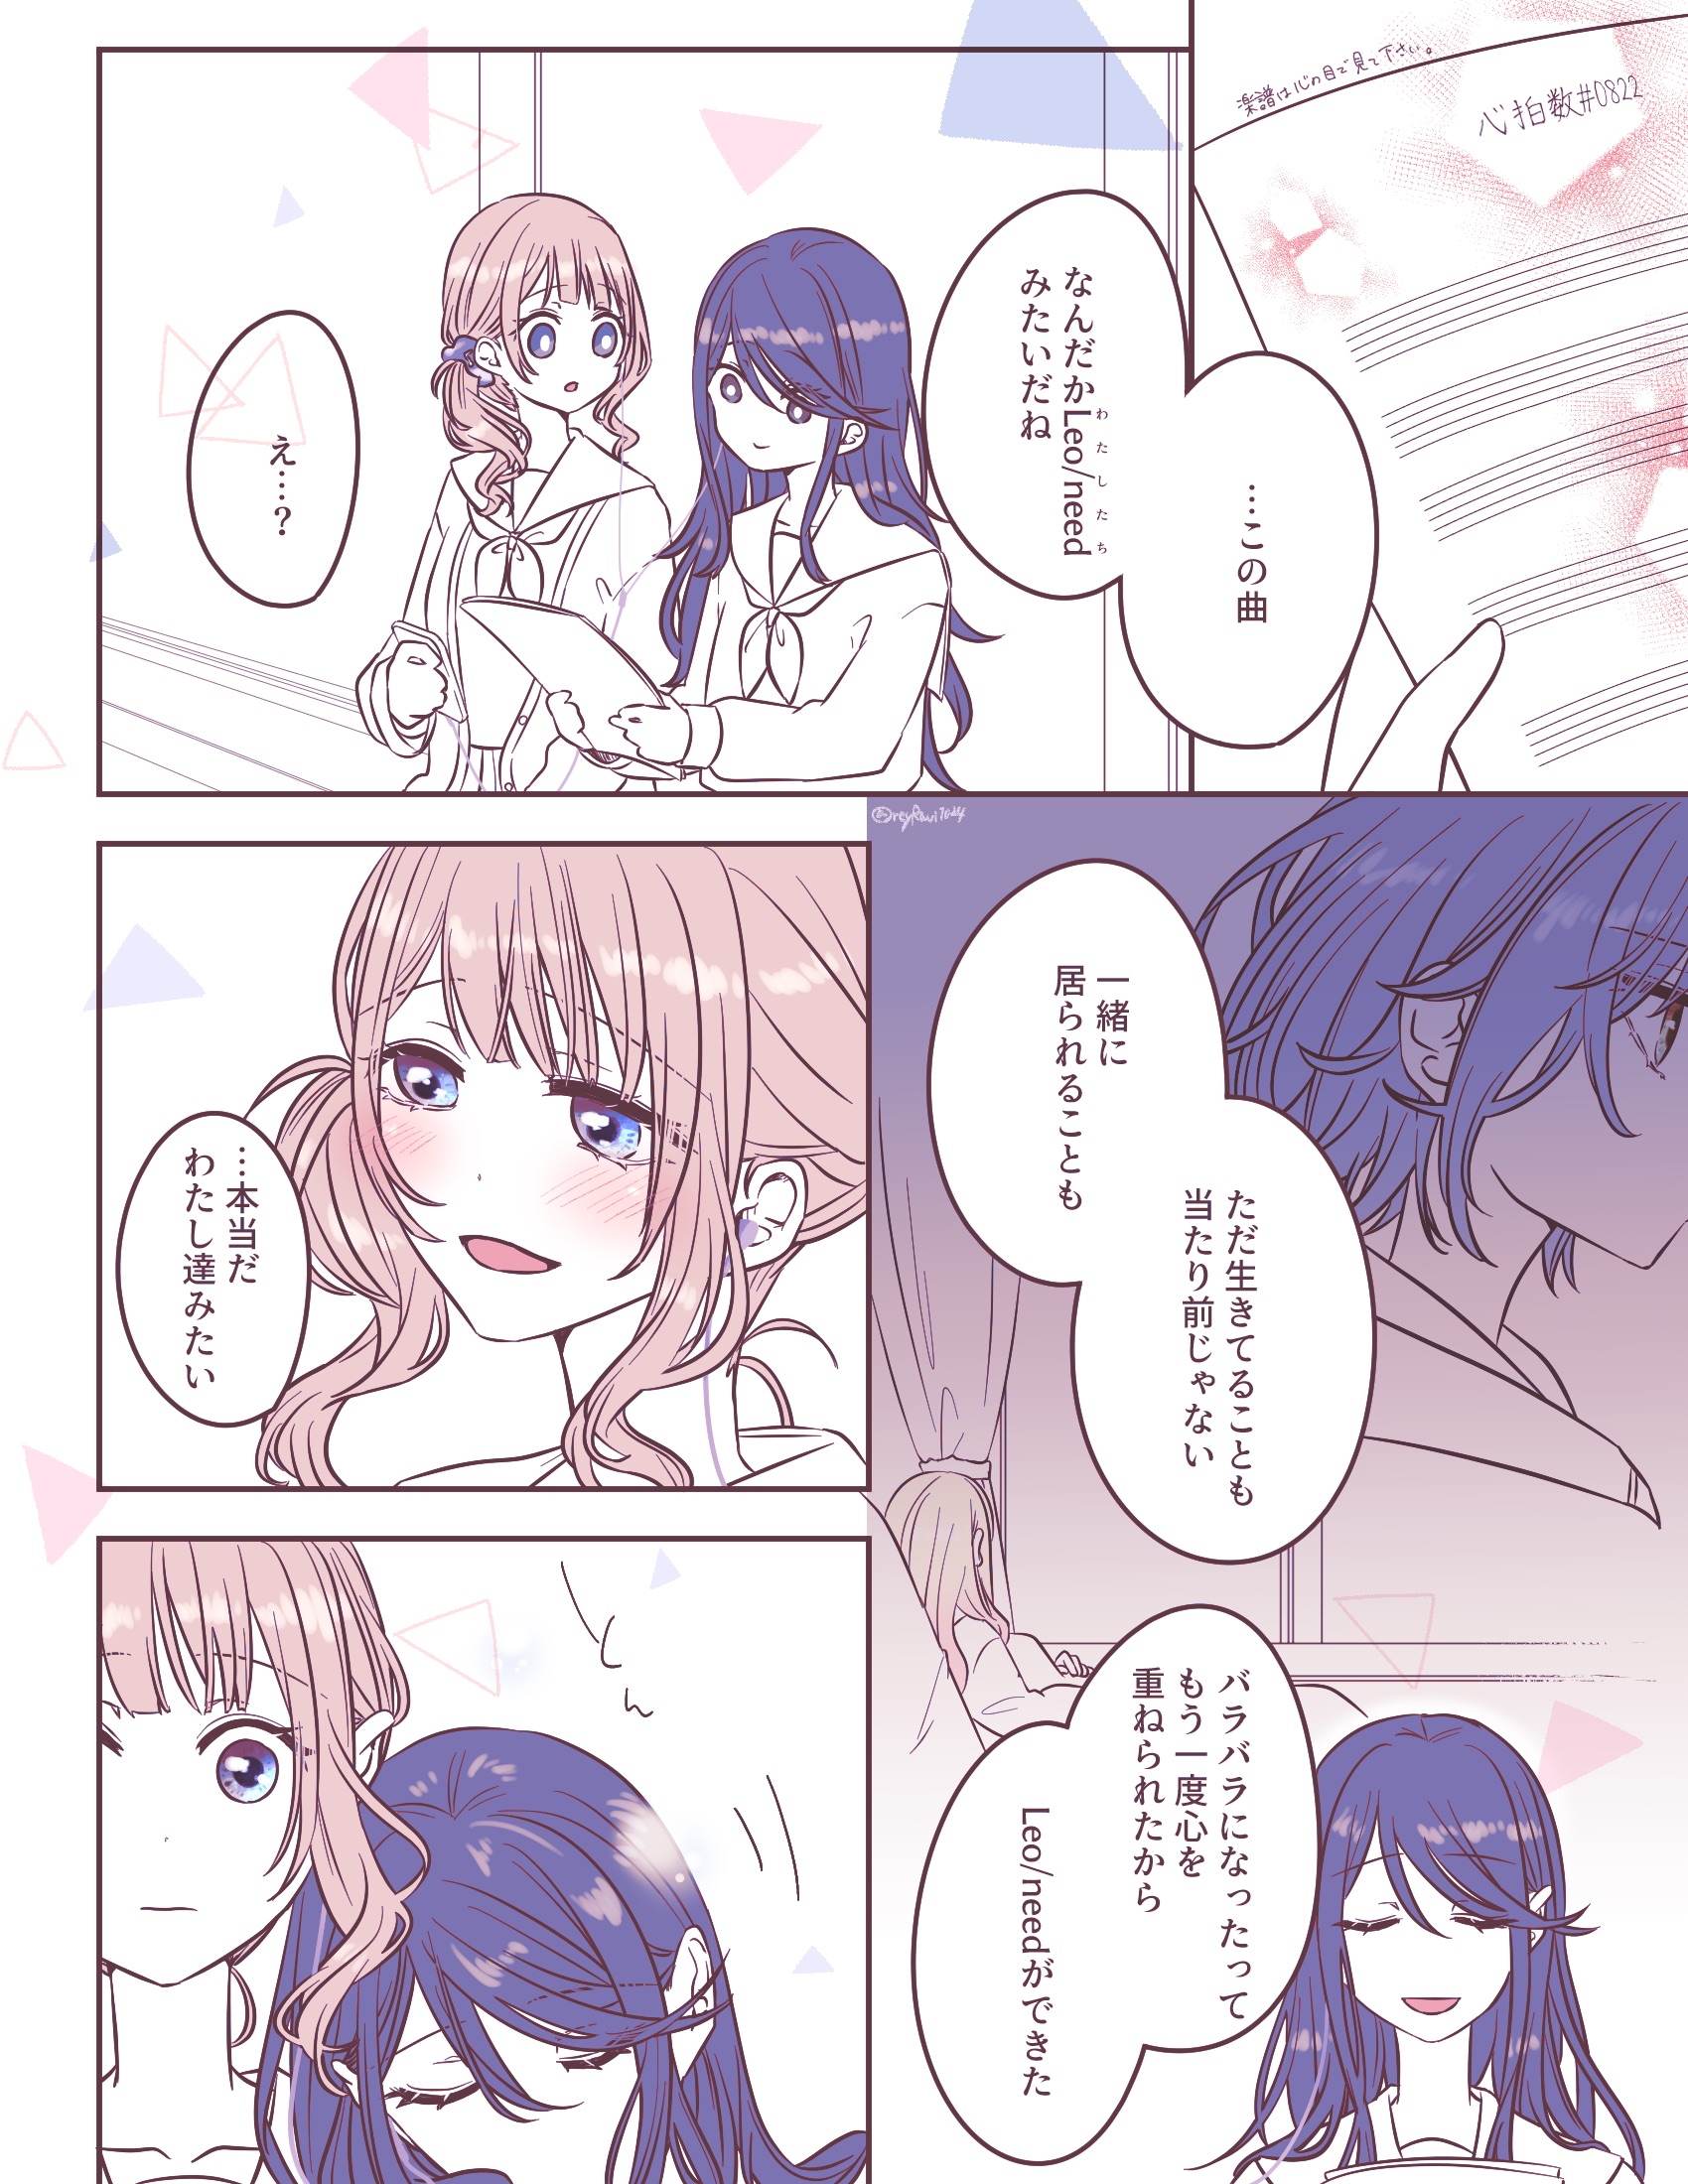 楽譜は心の目で見て下さい。
心拍数#0822
…この曲
なんだかLeo/need
わたしたち
みたいだね
え…?
ただ生きてることも
当たり前じゃない
一緒に
居られることも
バラバラになったって
もう一度心を
重ねられたから
Leo/needができた
…本当だ
わたし達みたい